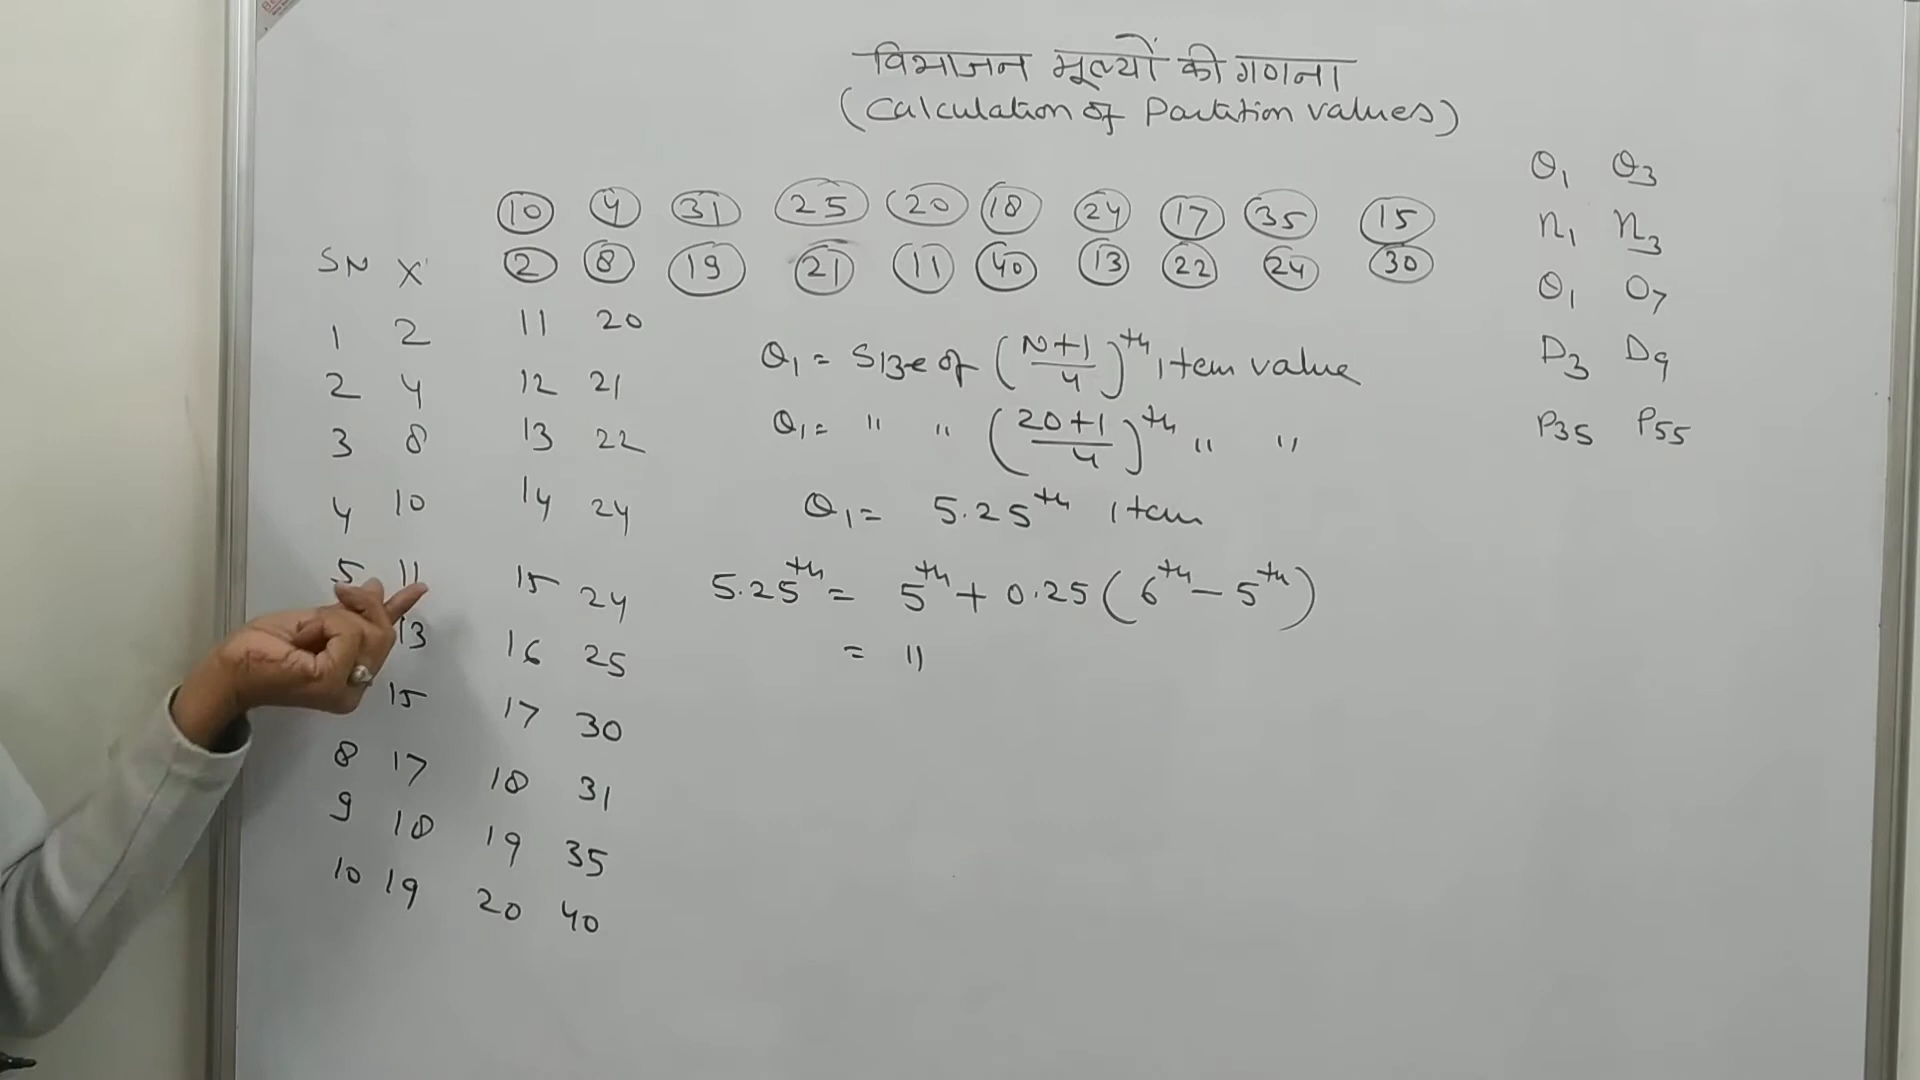 विभाजन मूल्यों की गणना
(Calculation of Partition values)
10 4 31 25 20 18 24 17 35 15
2 8 19 21 11 40 13 22 24 30
SN X
1 2 11 20
2 4 12 21
3 8 13 22
4 10 14 24
5 11 15 24
13 16 25
15 17 30
8 17 18 31
9 18 19 35
10 19 20 40
Q₁ = Size of (N+1/4)ᵗʰ item value
Q₁ = " " (20+1/4)ᵗʰ " "
Q₁ = 5.25ᵗʰ item
5.25ᵗʰ = 5ᵗʰ + 0.25 (6ᵗʰ − 5ᵗʰ)
= 11
Q₁ Q₃
n₁ n₃
O₁ O₇
D₃ D₉
P₃₅ P₅₅